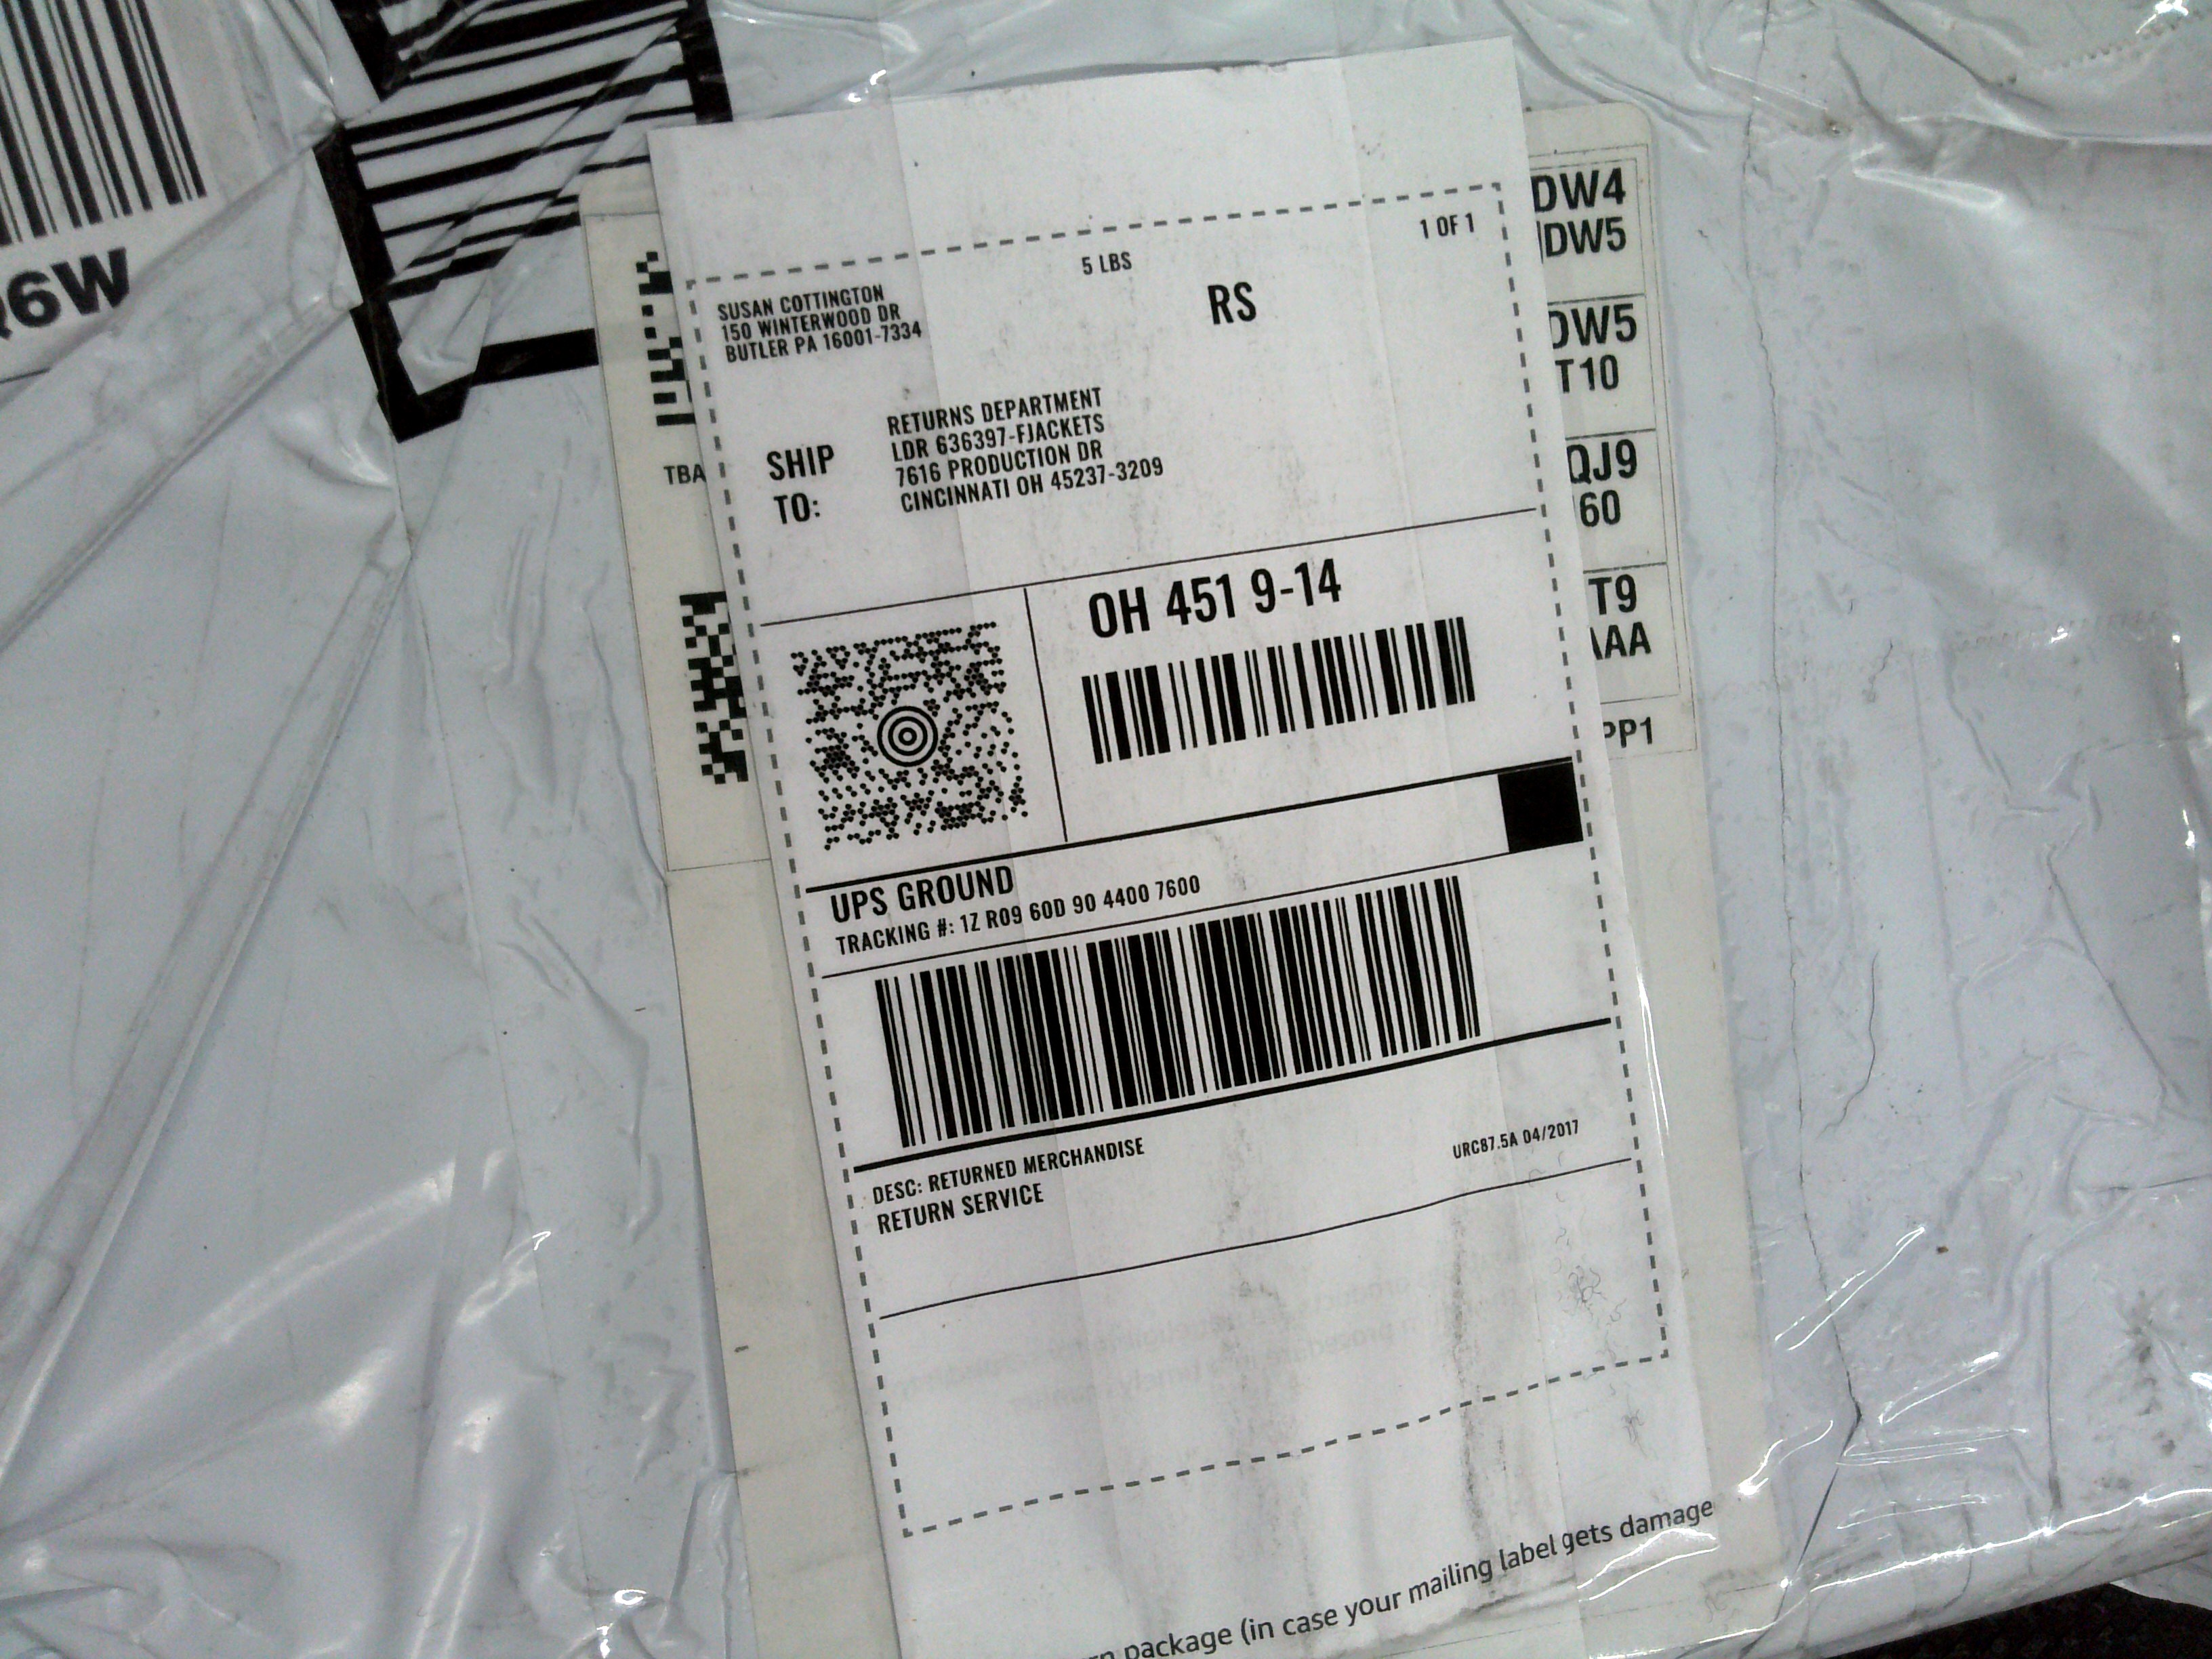 Q6W
TBA
DW4
DW5
DW5
T10
QJ9
60
T9
AAA
PP1
1 OF 1
5 LBS
RS
SUSAN COTTINGTON
150 WINTERWOOD DR
BUTLER PA 16001-7334
SHIP
TO:
RETURNS DEPARTMENT
LDR 636397-FJACKETS
7616 PRODUCTION DR
CINCINNATI OH 45237-3209
OH 451 9-14
UPS GROUND
TRACKING #: 1Z R09 60D 90 4400 7600
DESC: RETURNED MERCHANDISE
RETURN SERVICE
URC87.5A 04/2017
package (in case your mailing label gets damage